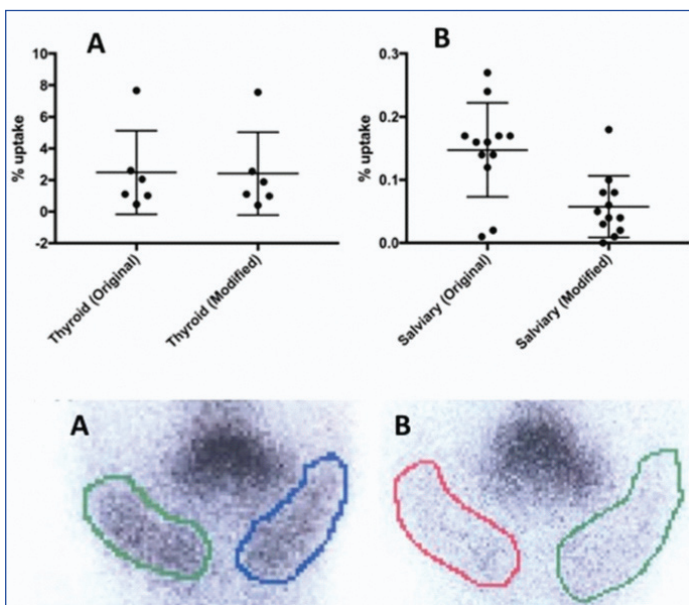 A
B
% uptake
10
8
6
4
2
0
-2
Thyroid (Original)
Thyroid (Modified)
% uptake
0.3
0.2
0.1
0.0
Salviary (Original)
Salviary (Modified)
A
B